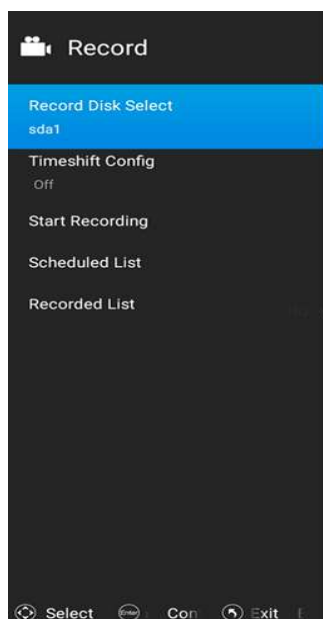 Record
Record Disk Select
sda1
Timeshift Config
Off
Start Recording
Scheduled List
Recorded List
Select Enter Con Exit